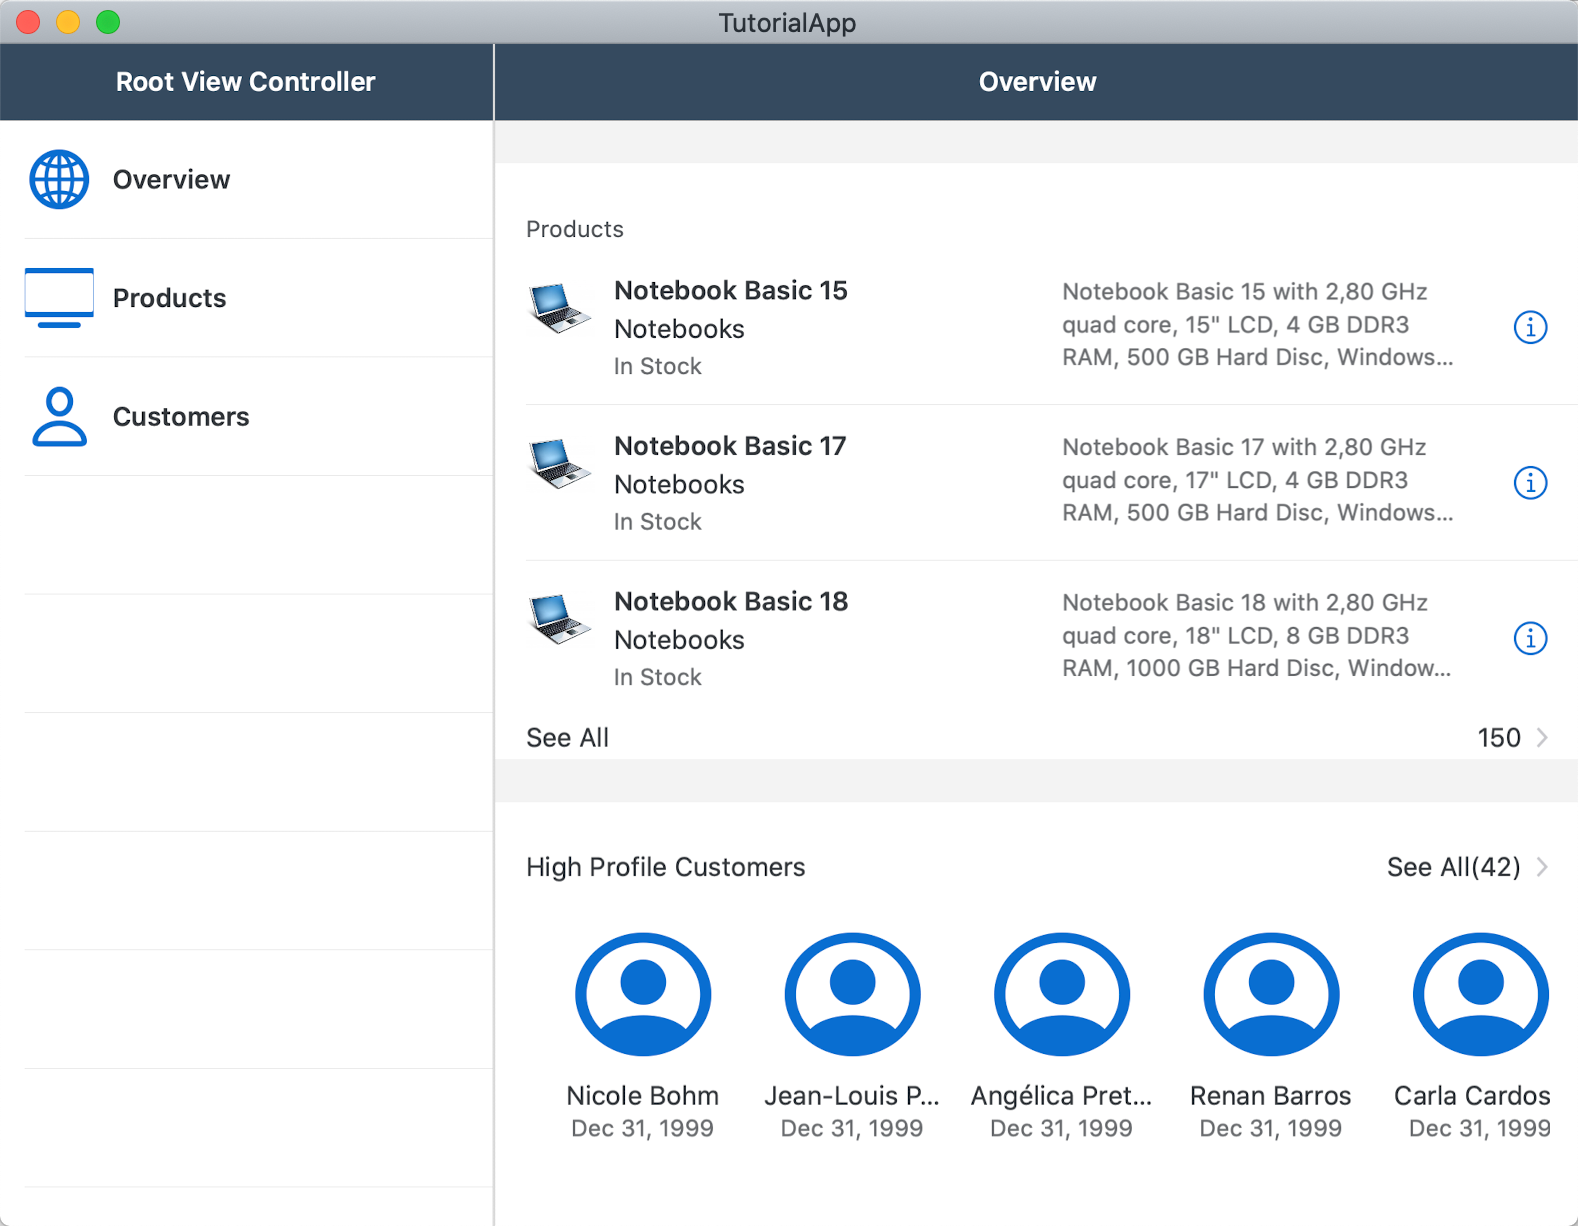 TutorialApp
Root View Controller
Overview
Overview
Products
Customers
Products
Notebook Basic 15
Notebooks
In Stock
Notebook Basic 15 with 2,80 GHz
quad core, 15" LCD, 4 GB DDR3
RAM, 500 GB Hard Disc, Windows...
Notebook Basic 17
Notebooks
In Stock
Notebook Basic 17 with 2,80 GHz
quad core, 17" LCD, 4 GB DDR3
RAM, 500 GB Hard Disc, Windows...
Notebook Basic 18
Notebooks
In Stock
Notebook Basic 18 with 2,80 GHz
quad core, 18" LCD, 8 GB DDR3
RAM, 1000 GB Hard Disc, Window...
See All
150
High Profile Customers
See All(42)
Nicole Bohm
Dec 31, 1999
Jean-Louis P...
Dec 31, 1999
Angélica Pret...
Dec 31, 1999
Renan Barros
Dec 31, 1999
Carla Cardos
Dec 31, 1999